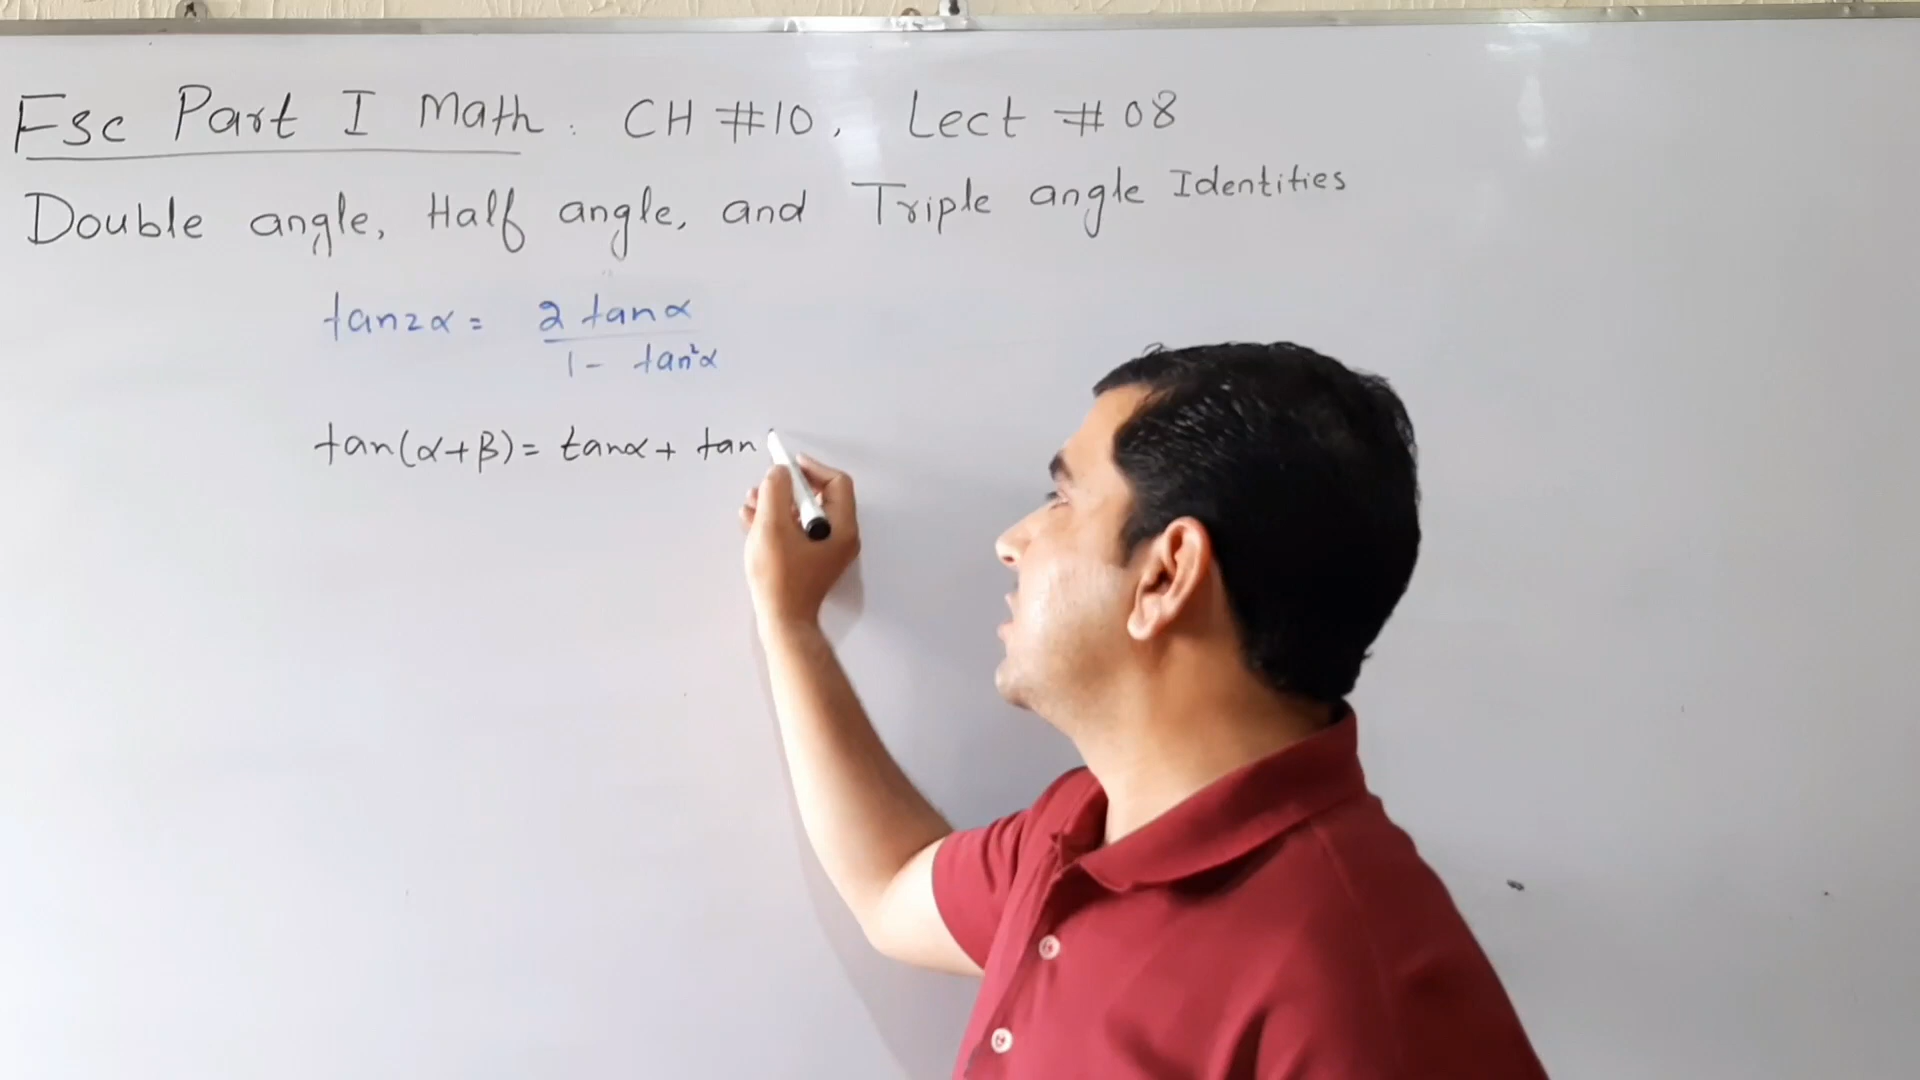 Fsc Part I Math. CH #10, Lect #08
Double angle, Half angle, and Triple angle Identities
tan2α = 2 tanα
1 - tan²α
tan(α+β) = tanα + tan